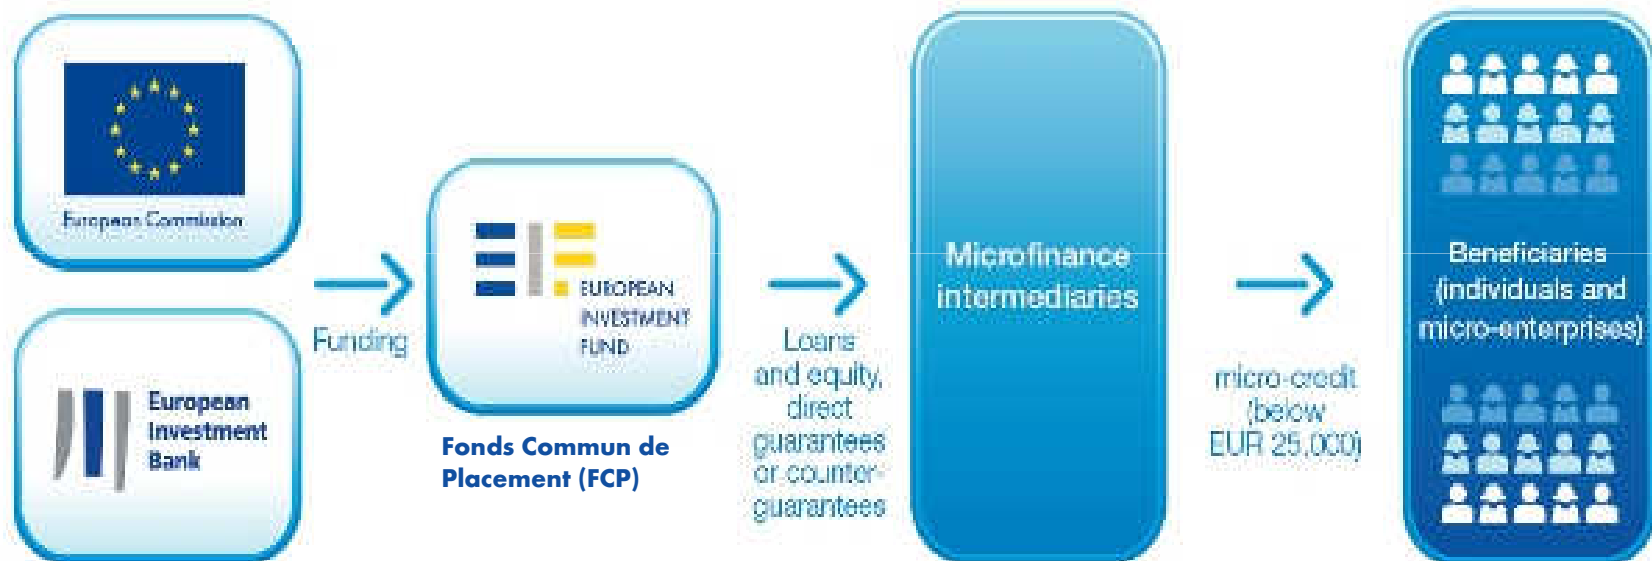 European Commission
European
Investment
Bank
Funding
EUROPEAN
INVESTMENT
FUND
Fonds Commun de
Placement (FCP)
Loans
and equity,
direct
guarantees
or counter-
guarantees
Microfinance
intermediaries
micro-credit
(below
EUR 25,000)
Beneficiaries
(individuals and
micro-enterprises)